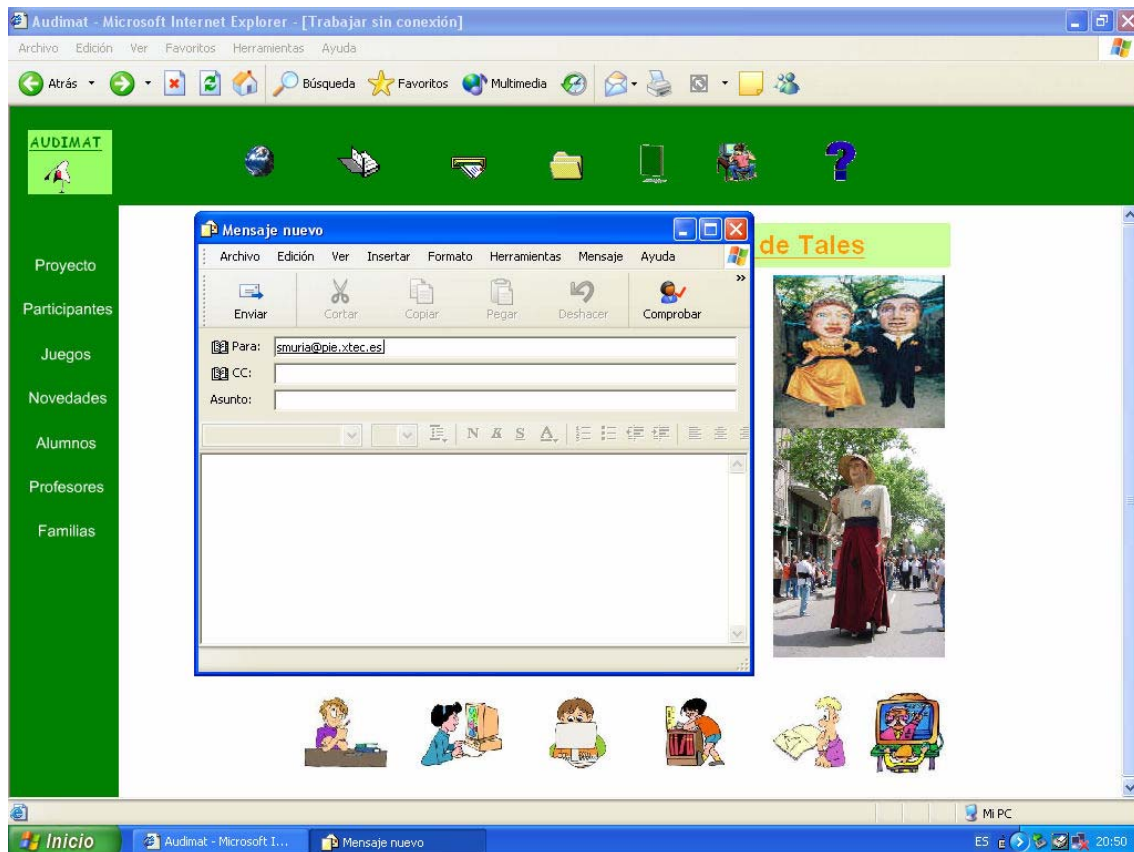 Audimat - Microsoft Internet Explorer - [Trabajar sin conexión]
Archivo Edición Ver Favoritos Herramientas Ayuda
Atrás Búsqueda Favoritos Multimedia
AUDIMAT
?
Proyecto
Participantes
Juegos
Novedades
Alumnos
Profesores
Familias
de Tales
Mensaje nuevo
Archivo Edición Ver Insertar Formato Herramientas Mensaje Ayuda
Enviar Cortar Copiar Pegar Deshacer Comprobar
Para: smuria@pie.xtec.es
CC:
Asunto:
N K S A
Mi PC
Inicio Audimat - Microsoft I... Mensaje nuevo ES 20:50